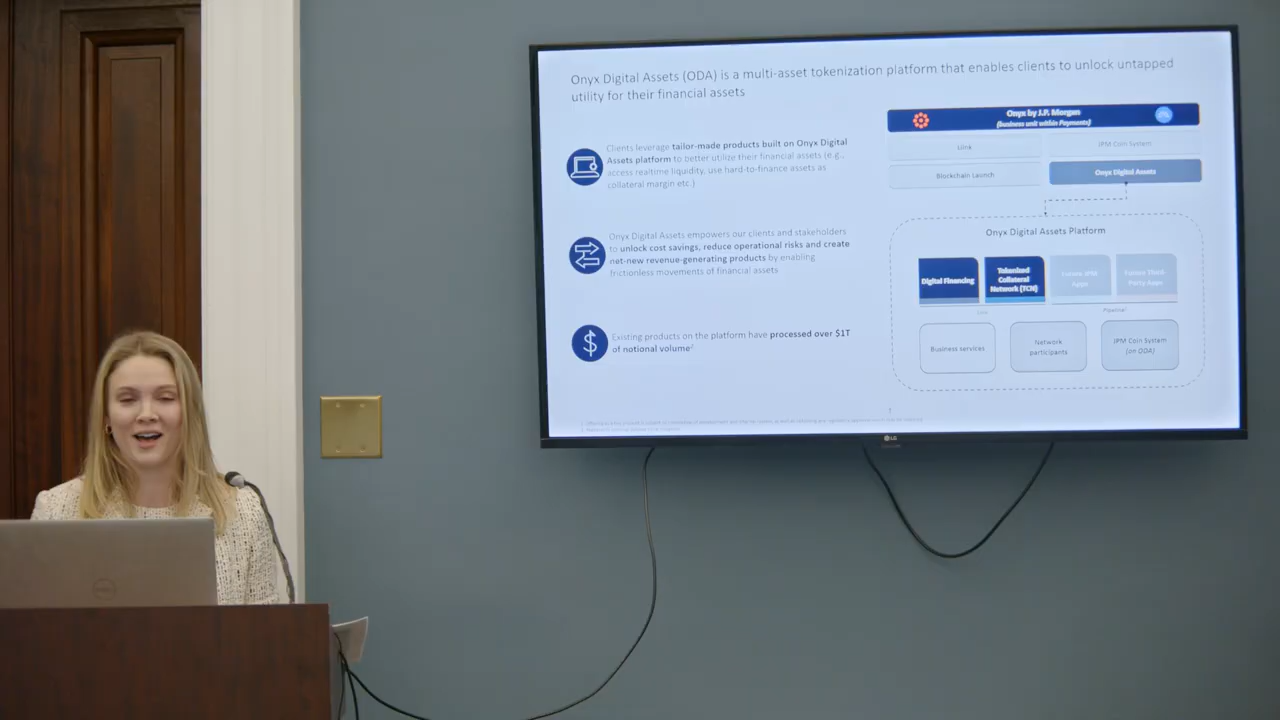 Onyx Digital Assets (ODA) is a multi-asset tokenization platform that enables clients to unlock untapped
utility for their financial assets
Clients leverage tailor-made products built on Onyx Digital
Assets platform to better utilize their financial assets (e.g.,
access realtime liquidity, use hard-to-finance assets as
collateral margin etc.)
Onyx Digital Assets empowers our clients and stakeholders
to unlock cost savings, reduce operational risks and create
net-new revenue-generating products by enabling
frictionless movements of financial assets
Existing products on the platform have processed over $1T
of notional volume²
Onyx by J.P. Morgan
(business unit within Payments)
Liink
JPM Coin System
Blockchain Launch
Onyx Digital Assets
Onyx Digital Assets Platform
Digital Financing
Tokenized
Collateral
Network (TCN)
Future JPM
Apps
Future Third-
Party Apps
Live
Pipeline¹
Business services
Network
participants
JPM Coin System
(on ODA)
LG
DELL